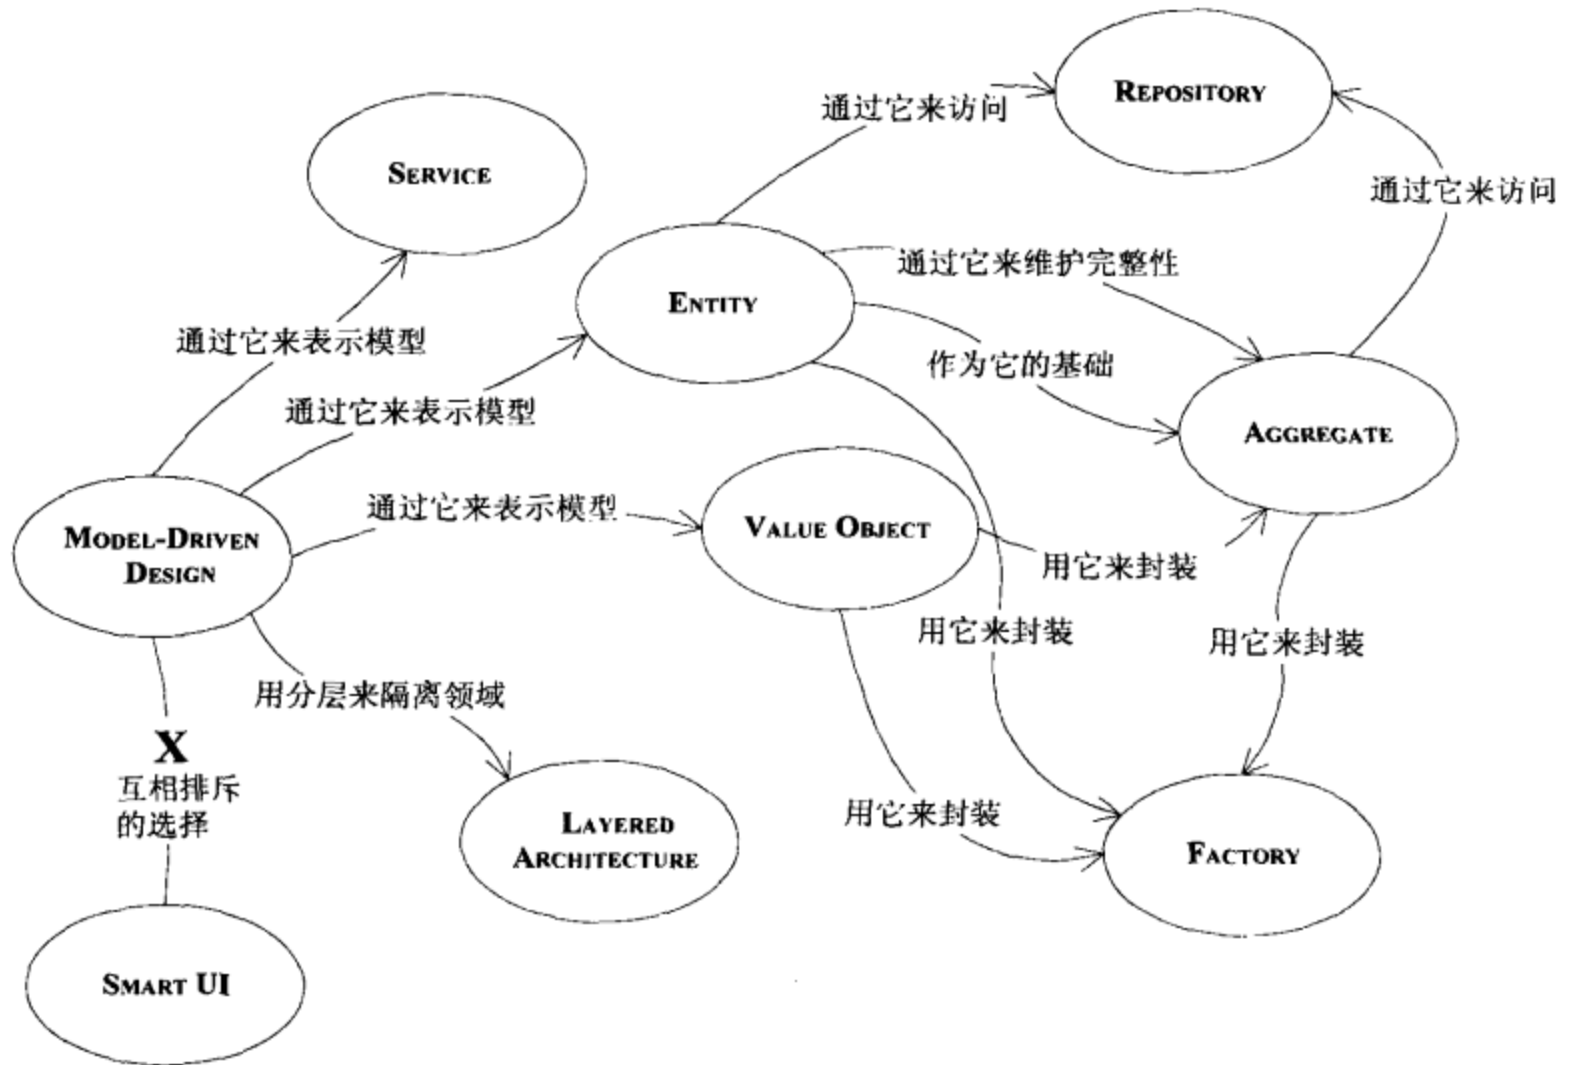 REPOSITORY
通过它来访问
SERVICE
通过它来访问
通过它来维护完整性
ENTITY
通过它来表示模型
作为它的基础
通过它来表示模型
AGGREGATE
通过它来表示模型
VALUE OBJECT
MODEL-DRIVEN
DESIGN
用它来封装
用它来封装
用它来封装
用分层来隔离领域
X
互相排斥
的选择
用它来封装
LAYERED
ARCHITECTURE
FACTORY
SMART UI